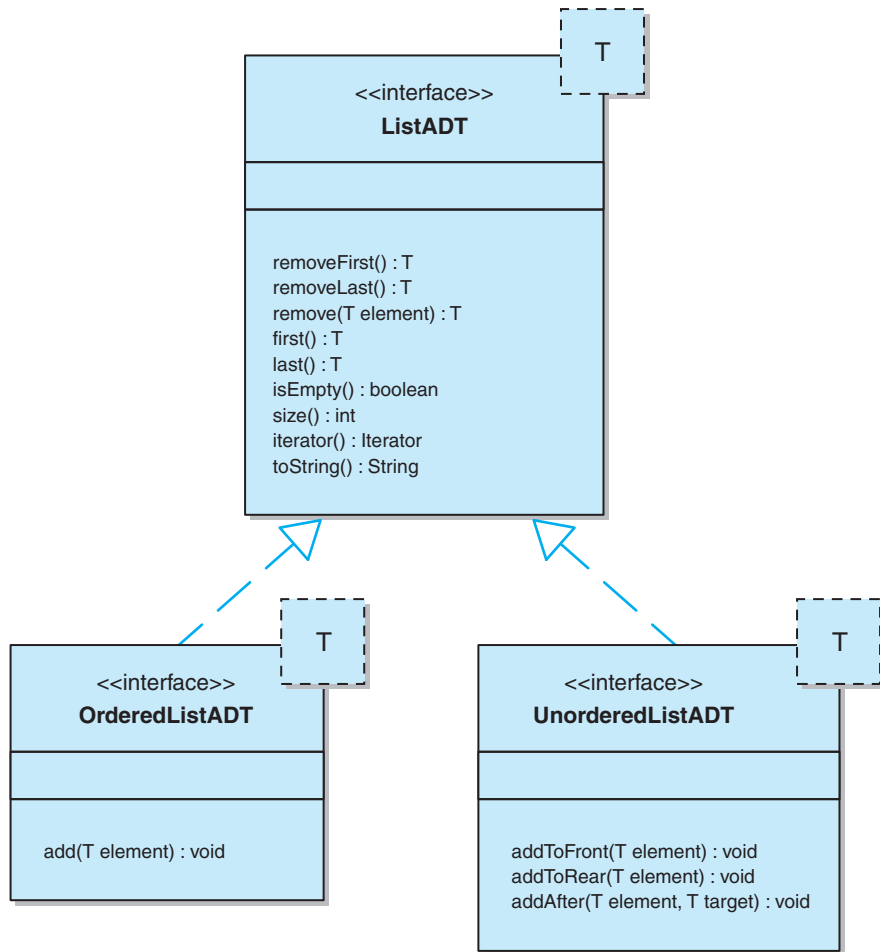 T
<<interface>>
ListADT
removeFirst() : T
removeLast() : T
remove(T element) : T
first() : T
last() : T
isEmpty() : boolean
size() : int
iterator() : Iterator
toString() : String
T
<<interface>>
OrderedListADT
add(T element) : void
T
<<interface>>
UnorderedListADT
addToFront(T element) : void
addToRear(T element) : void
addAfter(T element, T target) : void